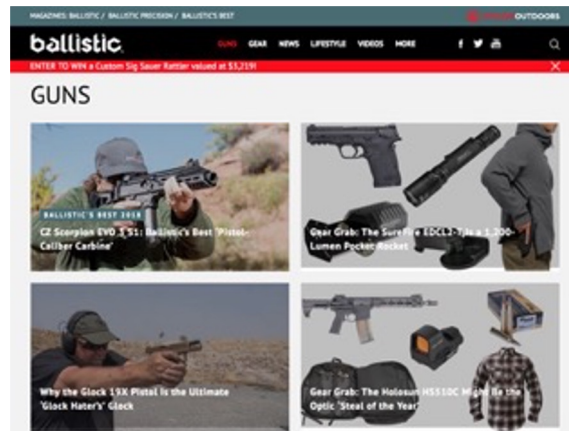 MAGAZINES: BALLISTIC / BALLISTIC PRECISION / BALLISTIC'S BEST
OUTDOORS
ballistic.
GUNS GEAR NEWS LIFESTYLE VIDEOS MORE
ENTER TO WIN a Custom Sig Sauer Rattler valued at $3,219!
GUNS
BALLISTIC'S BEST 2018
CZ Scorpion EVO 3 S1: Ballistic's Best 'Pistol-
Caliber Carbine'
Gear Grab: The SureFire EDCL2-T is a 1,200-
Lumen Pocket Rocket
Why the Glock 19X Pistol is the Ultimate
'Glock Hater's' Glock
Gear Grab: The Holosun HS510C Might Be the
Optic 'Steal of the Year'